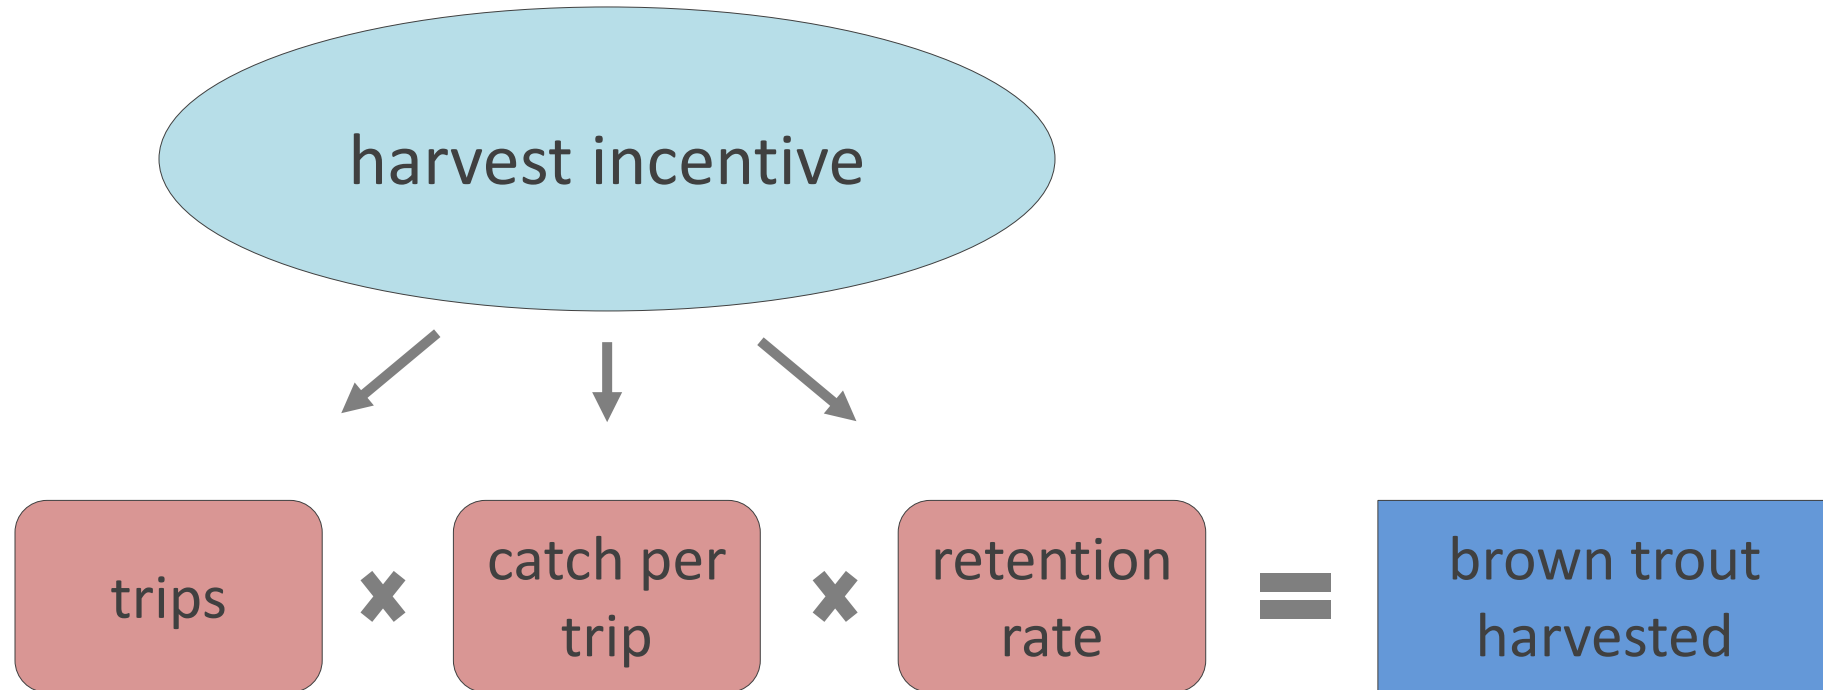 harvest incentive
trips
catch per
trip
retention
rate
brown trout
harvested